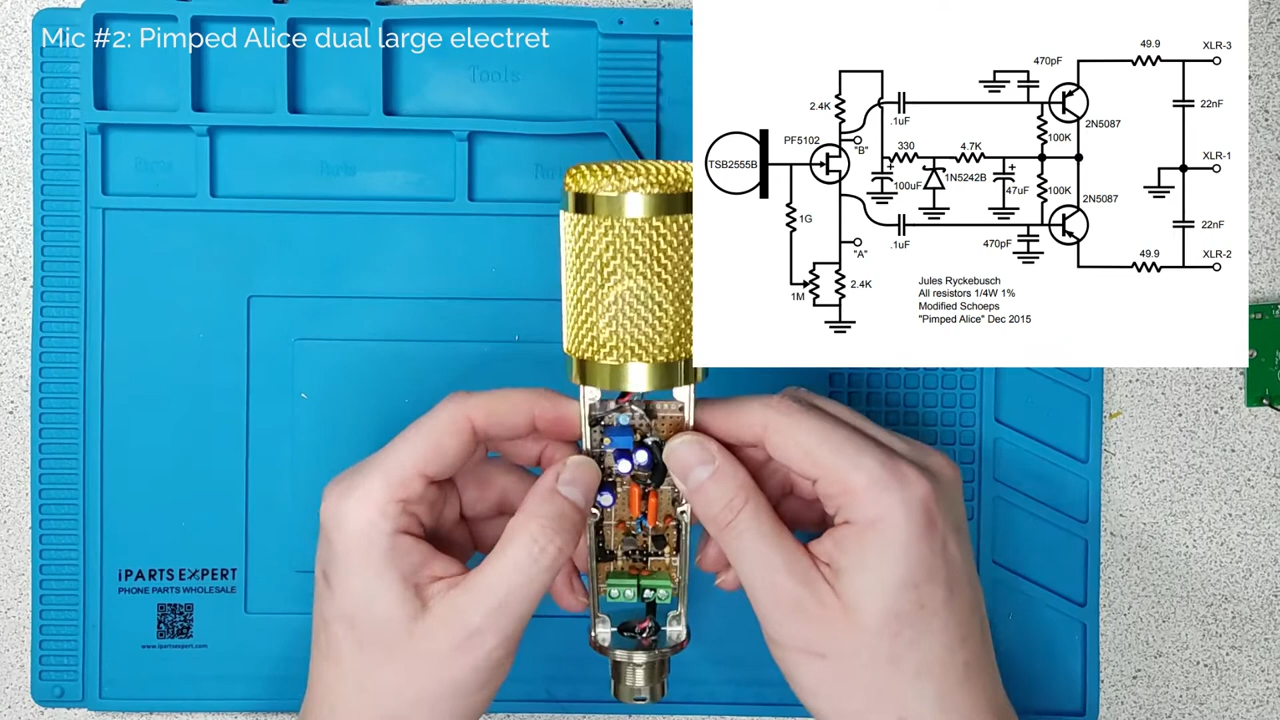 Mic #2: Pimped Alice dual large electret
Tools
iPARTS EXPERT
PHONE PARTS WHOLESALE
www.ipartsexpert.com
49.9
XLR-3
470pF
2.4K
.1uF
22nF
2N5087
PF5102
"B"
330
4.7K
100K
XLR-1
TSB2555B
100uF
1N5242B
47uF
100K
2N5087
1G
.1uF
470pF
22nF
"A"
49.9
XLR-2
1M
2.4K
Jules Ryckebusch
All resistors 1/4W 1%
Modified Schoeps
"Pimped Alice" Dec 2015